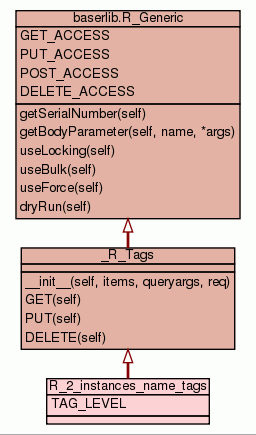 baserlib.R_Generic
GET_ACCESS
PUT_ACCESS
POST_ACCESS
DELETE_ACCESS
getSerialNumber(self)
getBodyParameter(self, name, *args)
useLocking(self)
useBulk(self)
useForce(self)
dryRun(self)
_R_Tags
__init__(self, items, queryargs, req)
GET(self)
PUT(self)
DELETE(self)
R_2_instances_name_tags
TAG_LEVEL